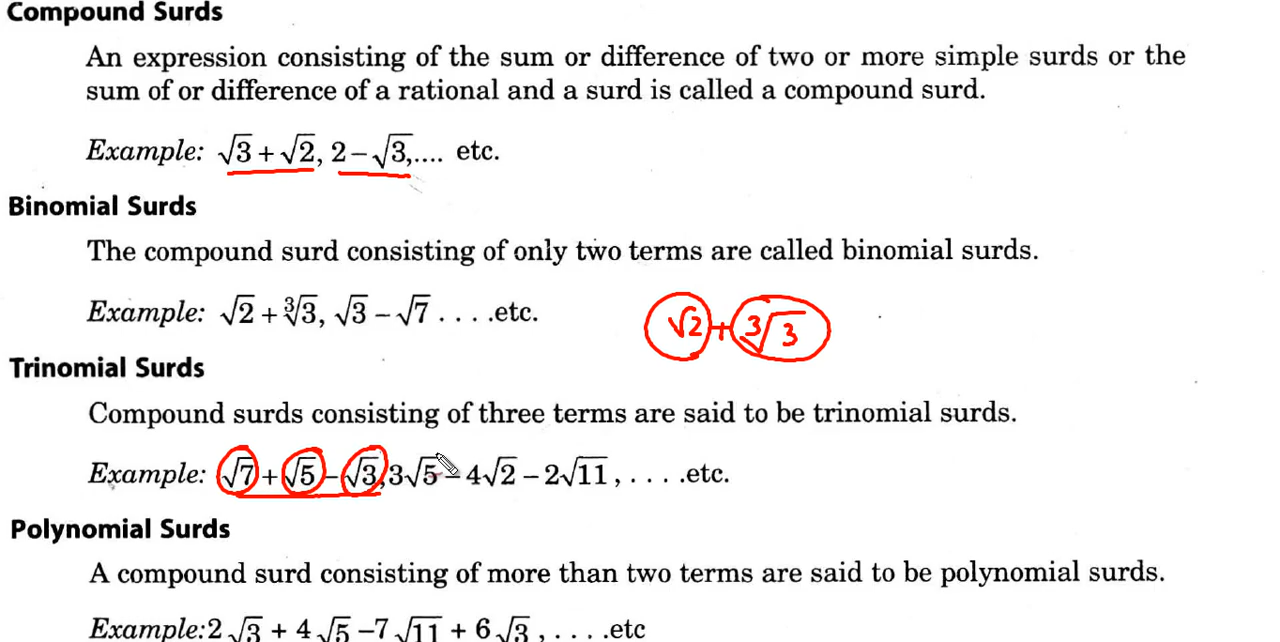 Compound Surds
An expression consisting of the sum or difference of two or more simple surds or the
sum of or difference of a rational and a surd is called a compound surd.
Example: √3 + √2, 2 – √3,.... etc.
Binomial Surds
The compound surd consisting of only two terms are called binomial surds.
Example: √2 + ∛3, √3 – √7 . . . .etc.
√2 + ∛3
Trinomial Surds
Compound surds consisting of three terms are said to be trinomial surds.
Example: √7 + √5 – √3, 3√5 – 4√2 – 2√11 , . . . .etc.
Polynomial Surds
A compound surd consisting of more than two terms are said to be polynomial surds.
Example:2√3 + 4√5 –7√11 + 6√3 , . . . .etc